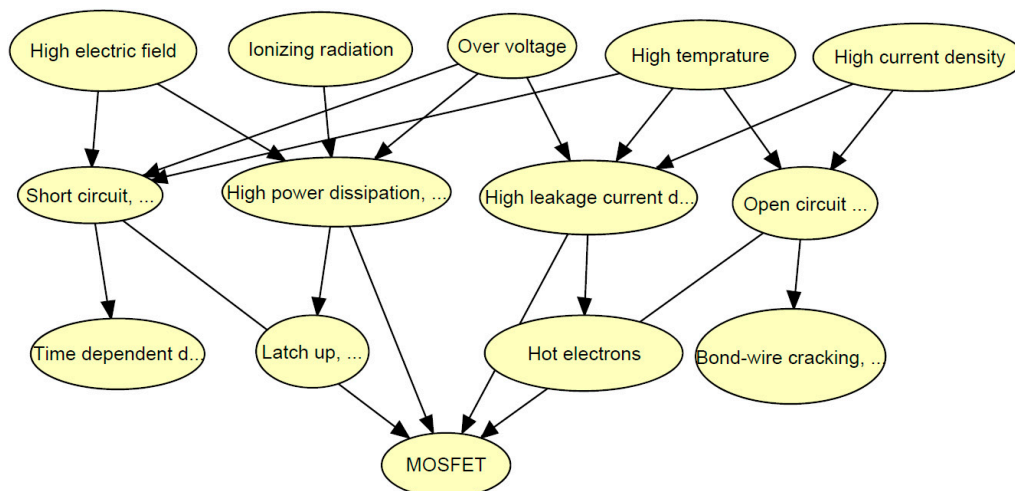 High electric field
Ionizing radiation
Over voltage
High temprature
High current density
Short circuit, ...
High power dissipation, ...
High leakage current d...
Open circuit ...
Time dependent d...
Latch up, ...
Hot electrons
Bond-wire cracking, ...
MOSFET